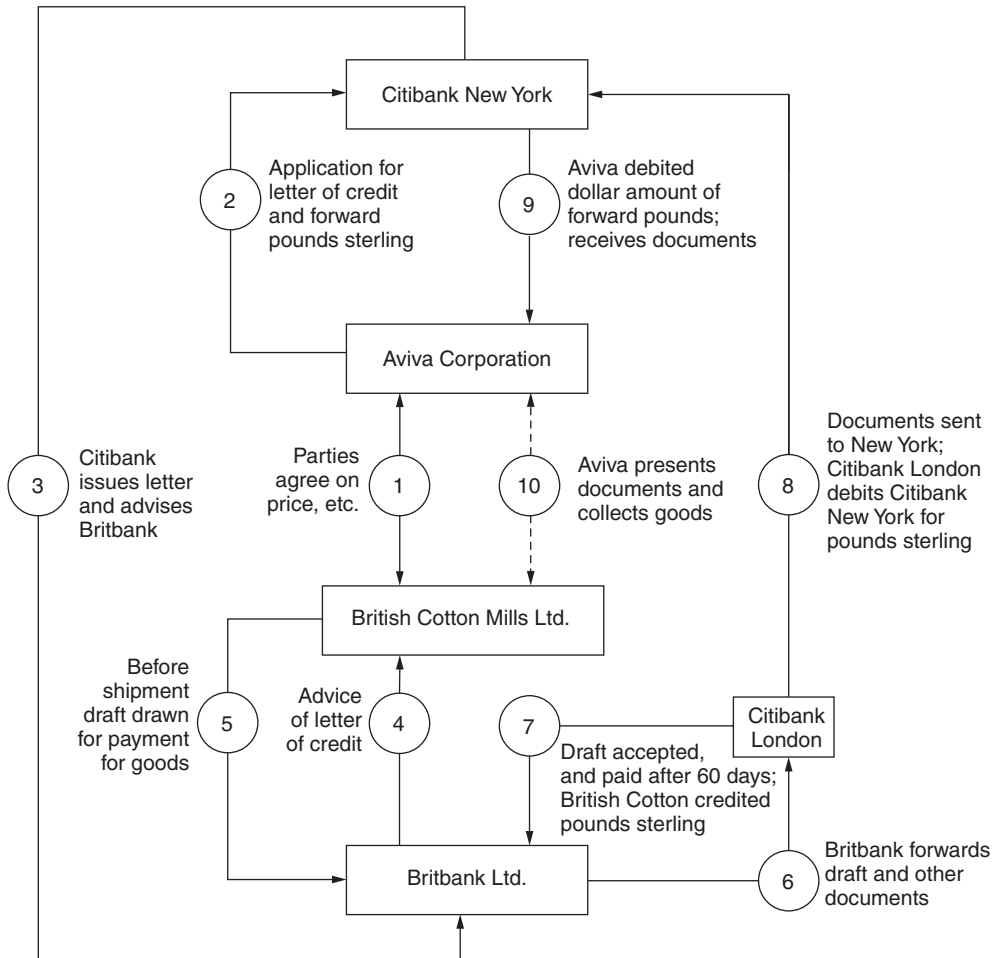 Citibank New York
2
Application for
letter of credit
and forward
pounds sterling
9
Aviva debited
dollar amount of
forward pounds;
receives documents
Aviva Corporation
3
Citibank
issues letter
and advises
Britbank
Parties
agree on
price, etc.
1
10
Aviva presents
documents and
collects goods
8
Documents sent
to New York;
Citibank London
debits Citibank
New York for
pounds sterling
British Cotton Mills Ltd.
Before
shipment
draft drawn
for payment
for goods
5
Advice
of letter
of credit
4
7
Draft accepted,
and paid after 60 days;
British Cotton credited
pounds sterling
Citibank
London
Britbank Ltd.
6
Britbank forwards
draft and other
documents